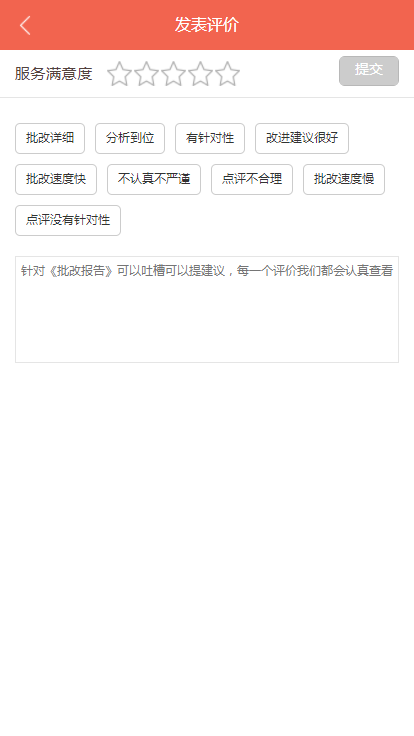 发表评价
服务满意度 提交
批改详细 分析到位 有针对性 改进建议很好
批改速度快 不认真不严谨 点评不合理 批改速度慢
点评没有针对性
针对《批改报告》可以吐槽可以提建议，每一个评价我们都会认真查看